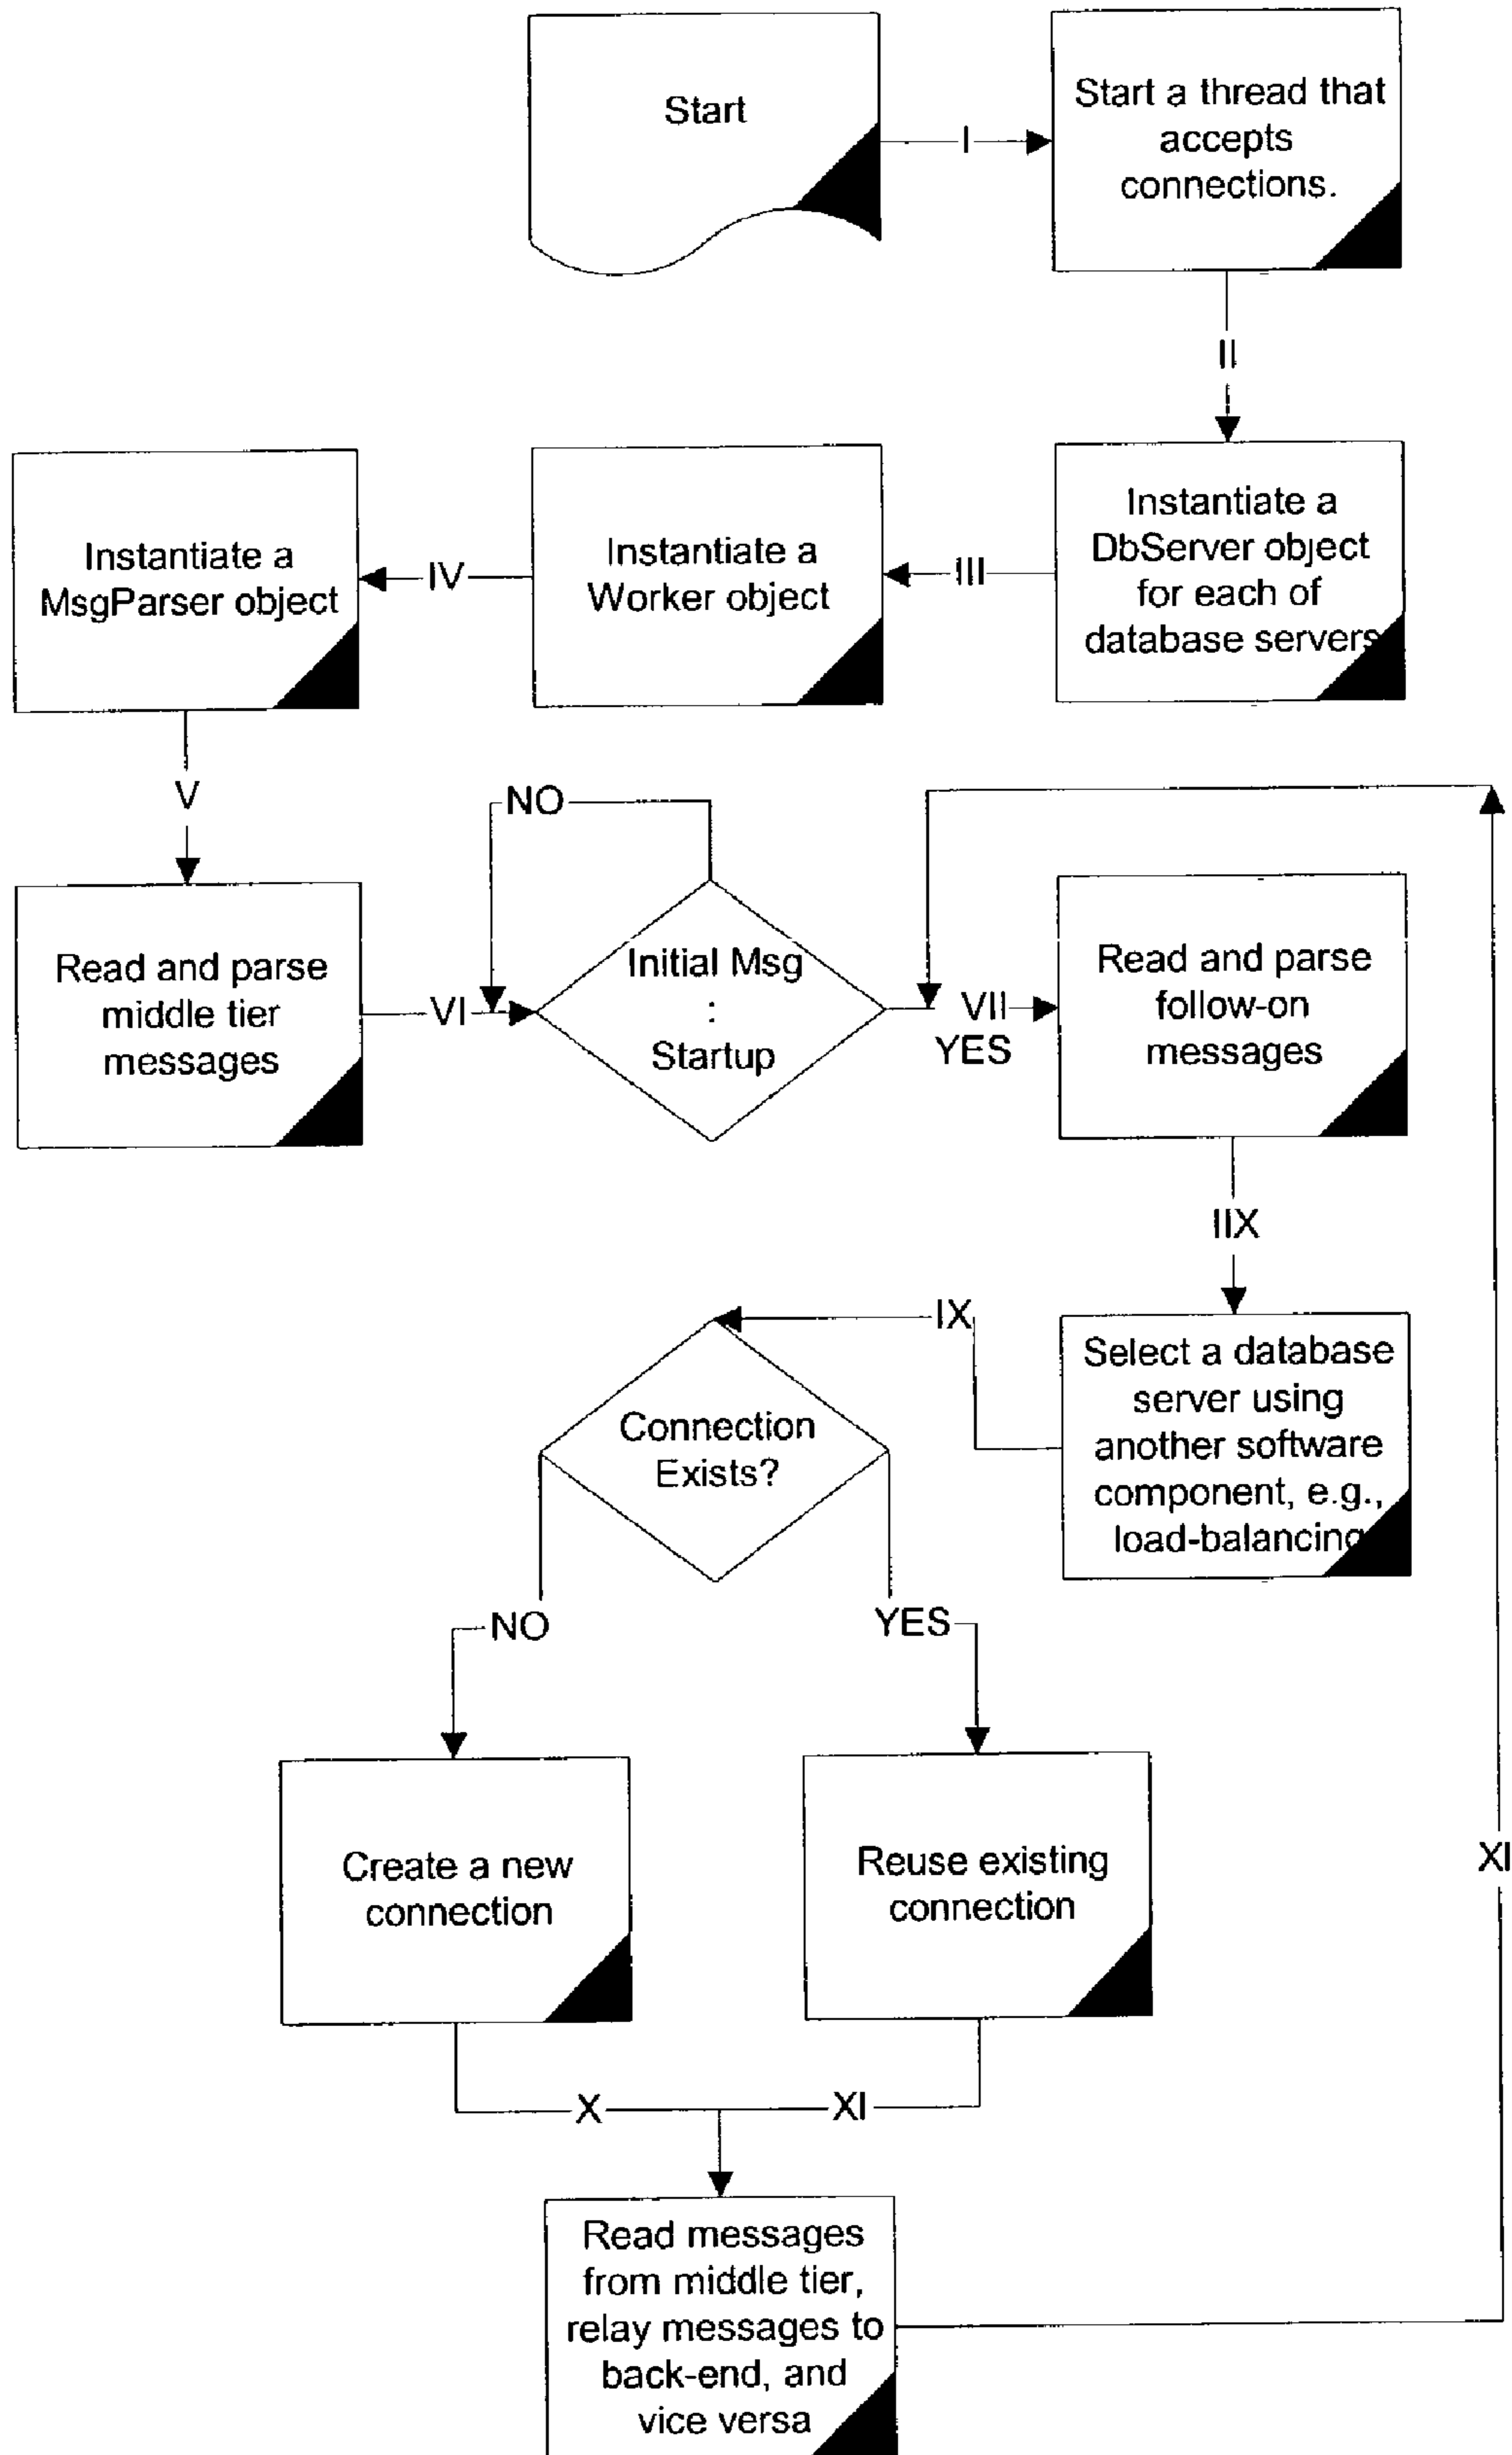 Start
I
Start a thread that
accepts
connections.
II
Instantiate a
DbServer object
for each of
database servers
III
Instantiate a
Worker object
IV
Instantiate a
MsgParser object
V
NO
Read and parse
middle tier
messages
VI
Initial Msg
:
Startup
VII
YES
Read and parse
follow-on
messages
IIX
Select a database
server using
another software
component, e.g.,
load-balancing
IX
Connection
Exists?
NO
YES
Create a new
connection
Reuse existing
connection
XI
X
XI
Read messages
from middle tier,
relay messages to
back-end, and
vice versa